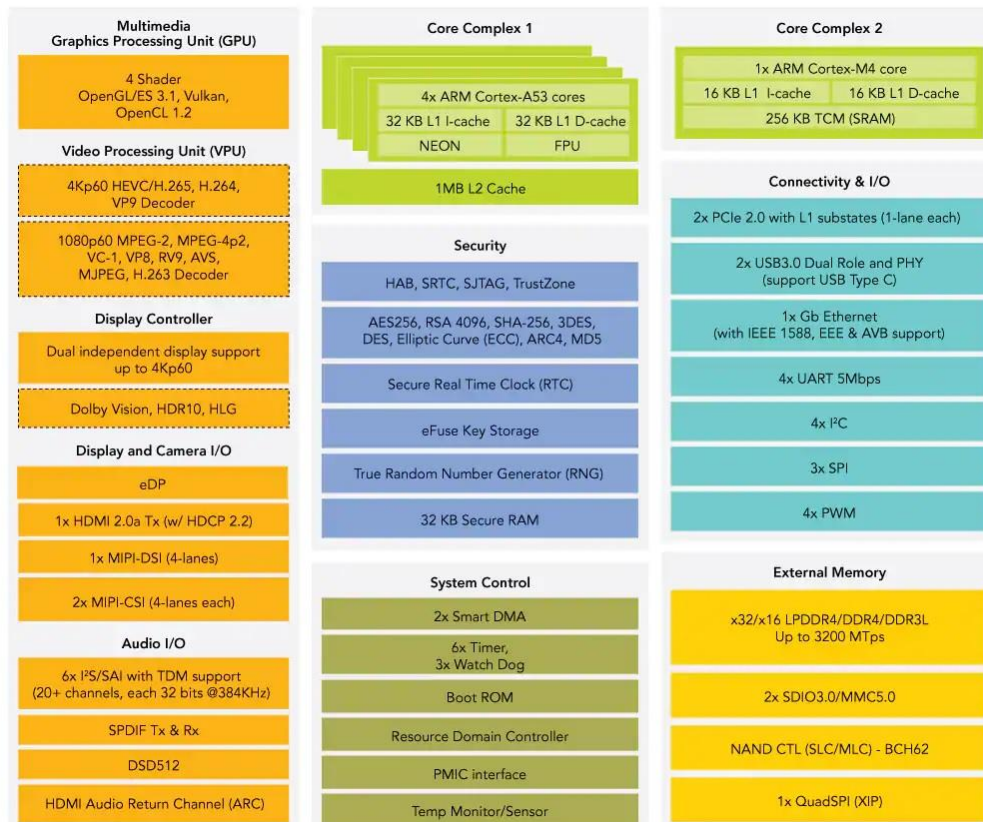 Multimedia
Graphics Processing Unit (GPU)
4 Shader
OpenGL/ES 3.1, Vulkan,
OpenCL 1.2
Video Processing Unit (VPU)
4Kp60 HEVC/H.265, H.264,
VP9 Decoder
1080p60 MPEG-2, MPEG-4p2,
VC-1, VP8, RV9, AVS,
MJPEG, H.263 Decoder
Display Controller
Dual independent display support
up to 4Kp60
Dolby Vision, HDR10, HLG
Display and Camera I/O
eDP
1x HDMI 2.0a Tx (w/ HDCP 2.2)
1x MIPI-DSI (4-lanes)
2x MIPI-CSI (4-lanes each)
Audio I/O
6x I²S/SAI with TDM support
(20+ channels, each 32 bits @384KHz)
SPDIF Tx & Rx
DSD512
HDMI Audio Return Channel (ARC)
Core Complex 1
4x ARM Cortex-A53 cores
32 KB L1 I-cache
32 KB L1 D-cache
NEON
FPU
1MB L2 Cache
Security
HAB, SRTC, SJTAG, TrustZone
AES256, RSA 4096, SHA-256, 3DES,
DES, Elliptic Curve (ECC), ARC4, MD5
Secure Real Time Clock (RTC)
eFuse Key Storage
True Random Number Generator (RNG)
32 KB Secure RAM
System Control
2x Smart DMA
6x Timer,
3x Watch Dog
Boot ROM
Resource Domain Controller
PMIC interface
Temp Monitor/Sensor
Core Complex 2
1x ARM Cortex-M4 core
16 KB L1 I-cache
16 KB L1 D-cache
256 KB TCM (SRAM)
Connectivity & I/O
2x PCIe 2.0 with L1 substates (1-lane each)
2x USB3.0 Dual Role and PHY
(support USB Type C)
1x Gb Ethernet
(with IEEE 1588, EEE & AVB support)
4x UART 5Mbps
4x I²C
3x SPI
4x PWM
External Memory
x32/x16 LPDDR4/DDR4/DDR3L
Up to 3200 MTps
2x SDIO3.0/MMC5.0
NAND CTL (SLC/MLC) - BCH62
1x QuadSPI (XIP)